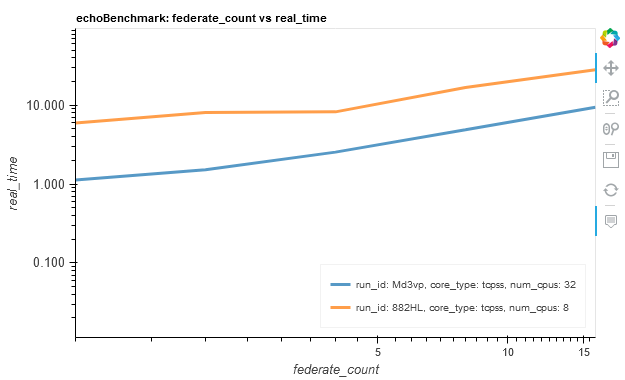 echoBenchmark: federate_count vs real_time
10.000
1.000
0.100
real_time
run_id: Md3vp, core_type: tcpss, num_cpus: 32
run_id: 882HL, core_type: tcpss, num_cpus: 8
5
10
15
federate_count